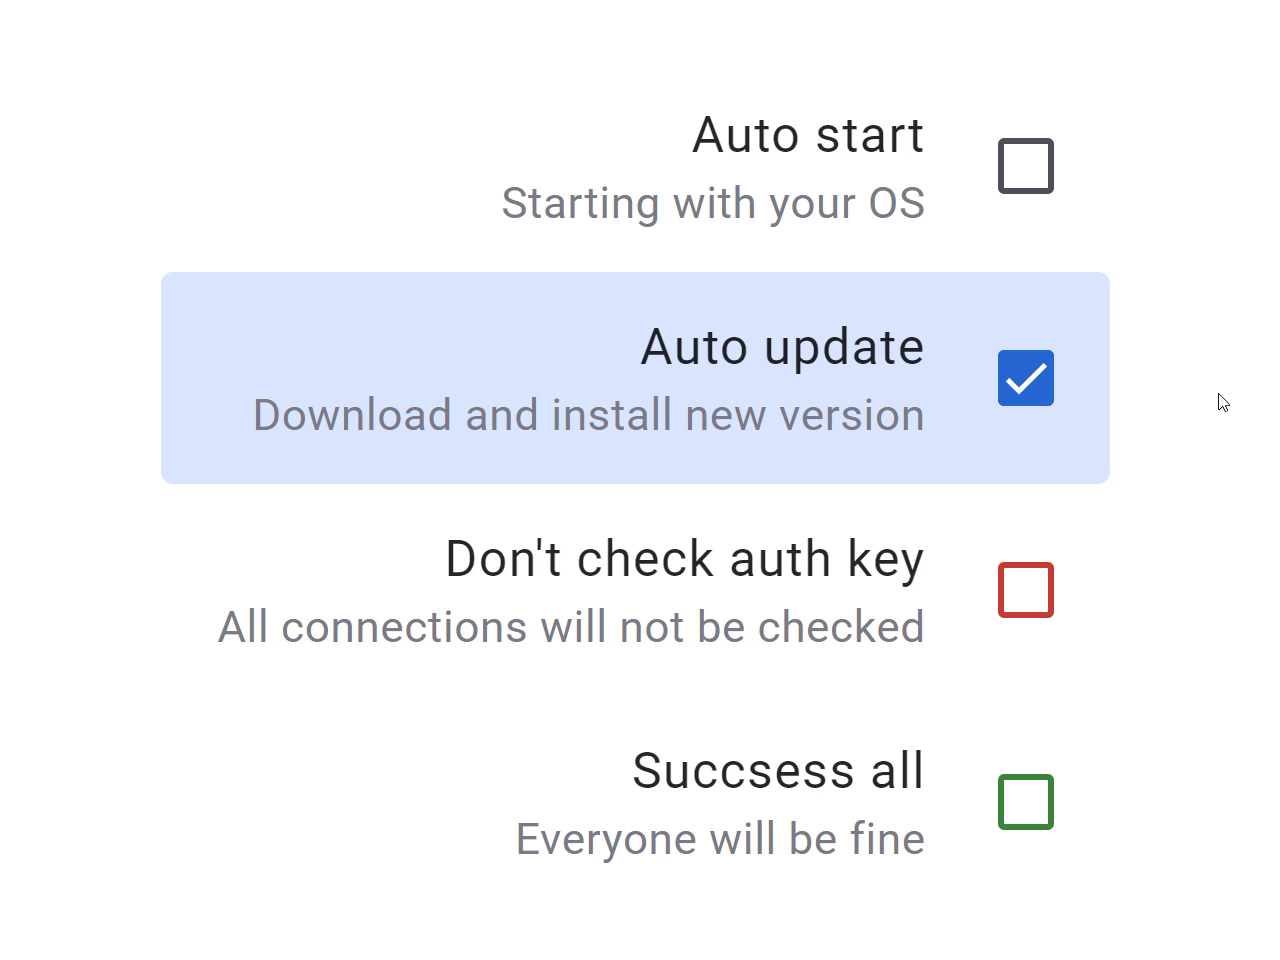 Auto start
Starting with your OS
Auto update
Download and install new version
Don't check auth key
All connections will not be checked
Succsess all
Everyone will be fine